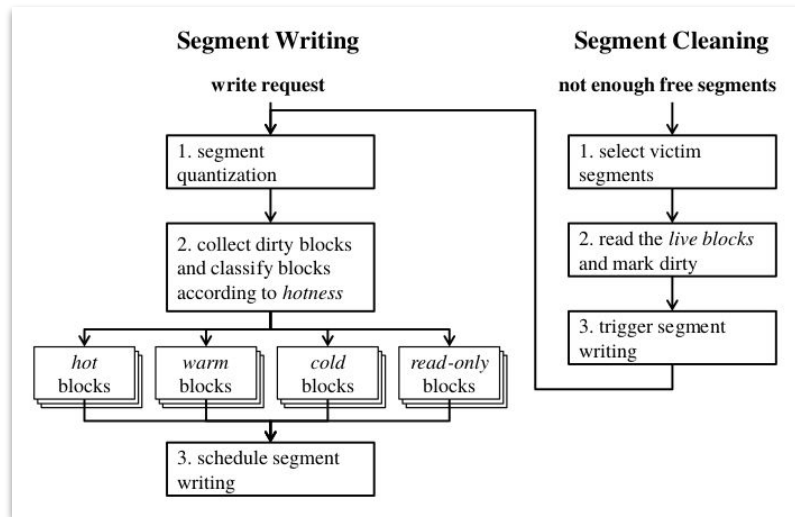 Segment Writing
write request
1. segment
quantization
2. collect dirty blocks
and classify blocks
according to hotness
hot
blocks
warm
blocks
cold
blocks
read-only
blocks
3. schedule segment
writing
Segment Cleaning
not enough free segments
1. select victim
segments
2. read the live blocks
and mark dirty
3. trigger segment
writing